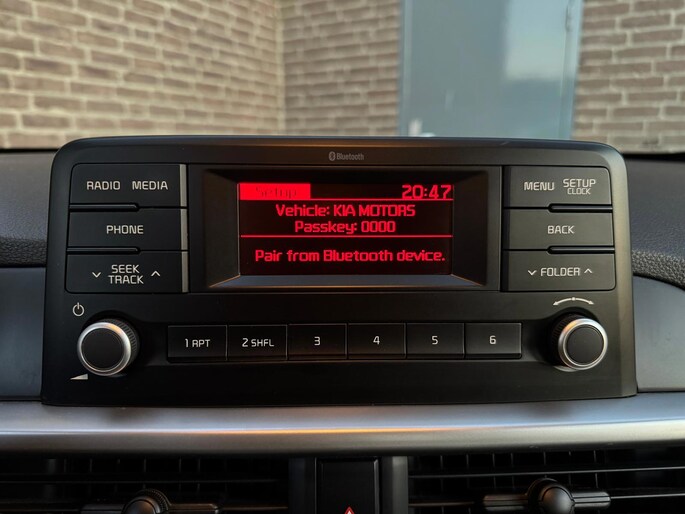 Bluetooth
RADIO MEDIA
PHONE
SEEK
TRACK
Setup 20:47
Vehicle: KIA MOTORS
Passkey: 0000
Pair from Bluetooth device.
MENU SETUP
CLOCK
BACK
FOLDER
1 RPT 2 SHFL 3 4 5 6